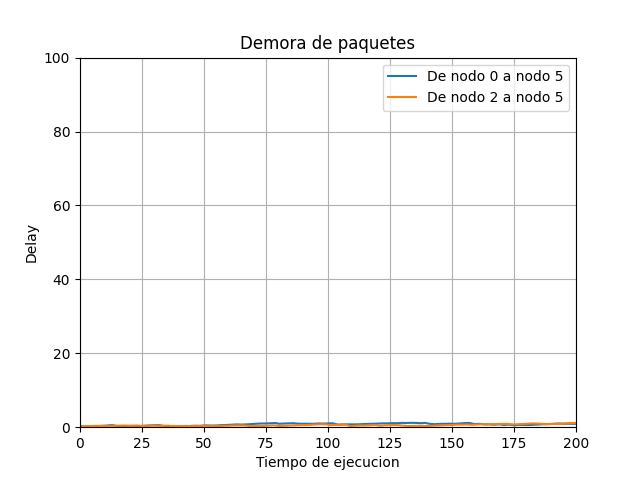 Demora de paquetes
De nodo 0 a nodo 5
De nodo 2 a nodo 5
100
80
60
40
20
0
Delay
0 25 50 75 100 125 150 175 200
Tiempo de ejecucion